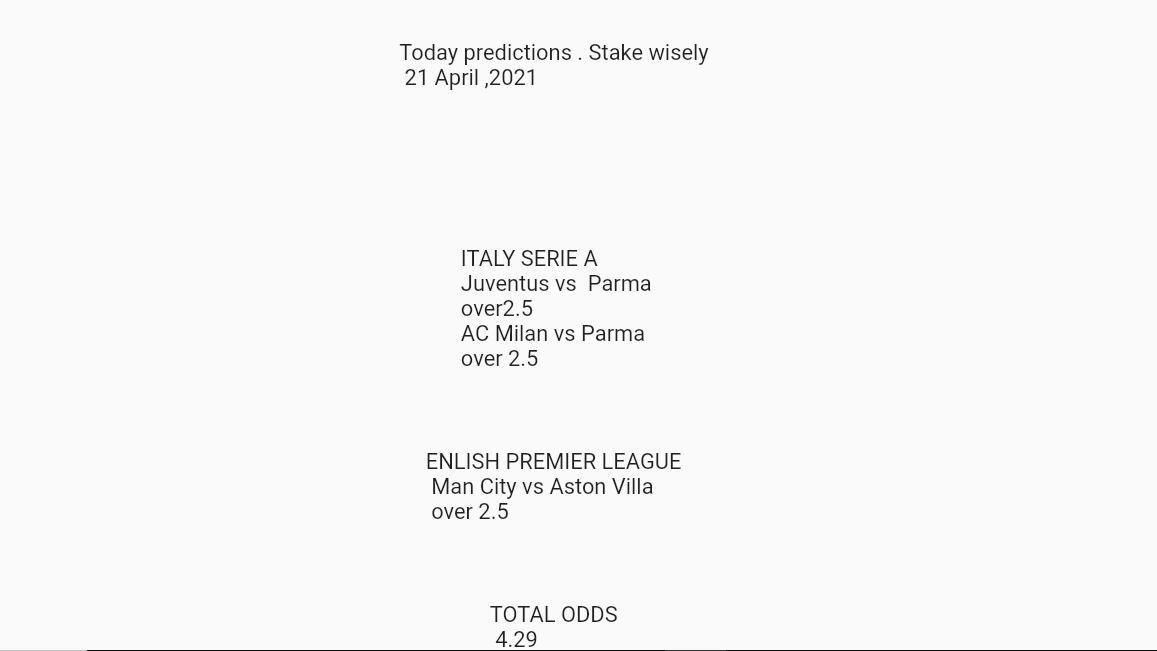 Today predictions . Stake wisely
21 April ,2021
ITALY SERIE A
Juventus vs  Parma
over2.5
AC Milan vs Parma
over 2.5
ENLISH PREMIER LEAGUE
Man City vs Aston Villa
over 2.5
TOTAL ODDS
4.29